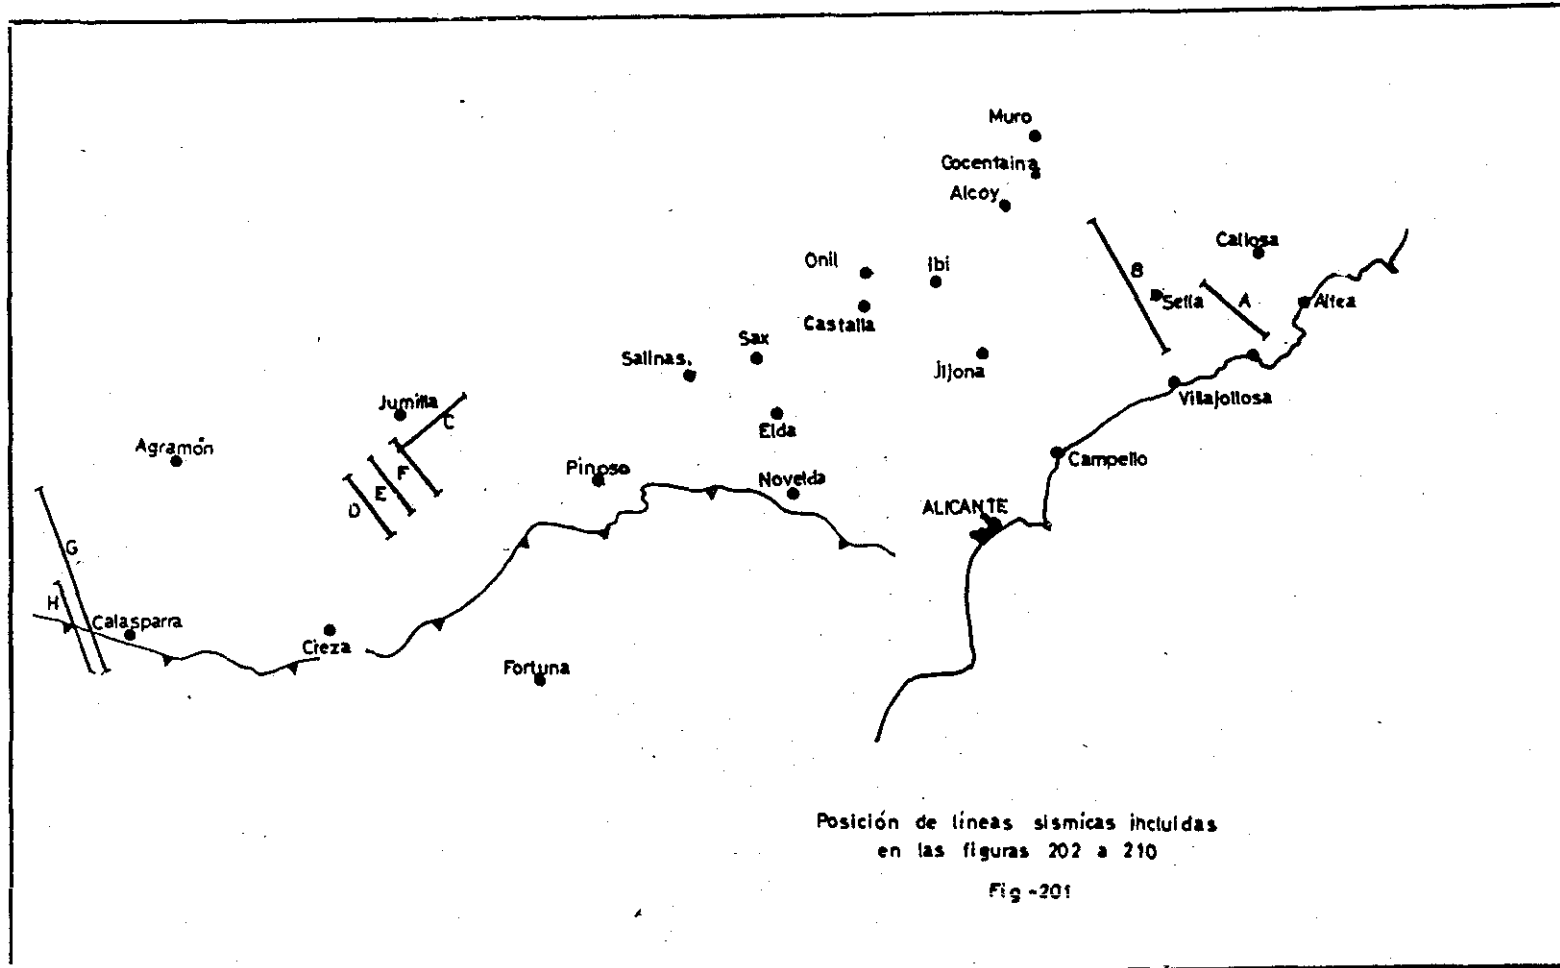 Muro
Cocentaina
Alcoy
Callosa
Onil
Ibi
B
Sella
A
Altea
Castalla
Sax
Salinas.
Jijona
Villajollosa
Jumilla
C
Elda
Agramón
Campello
Pinoso
Novelda
F
E
D
ALICANTE
G
H
Calasparra
Cieza
Fortuna
Posición de líneas sísmicas incluidas
en las figuras 202 a 210
Fig-201